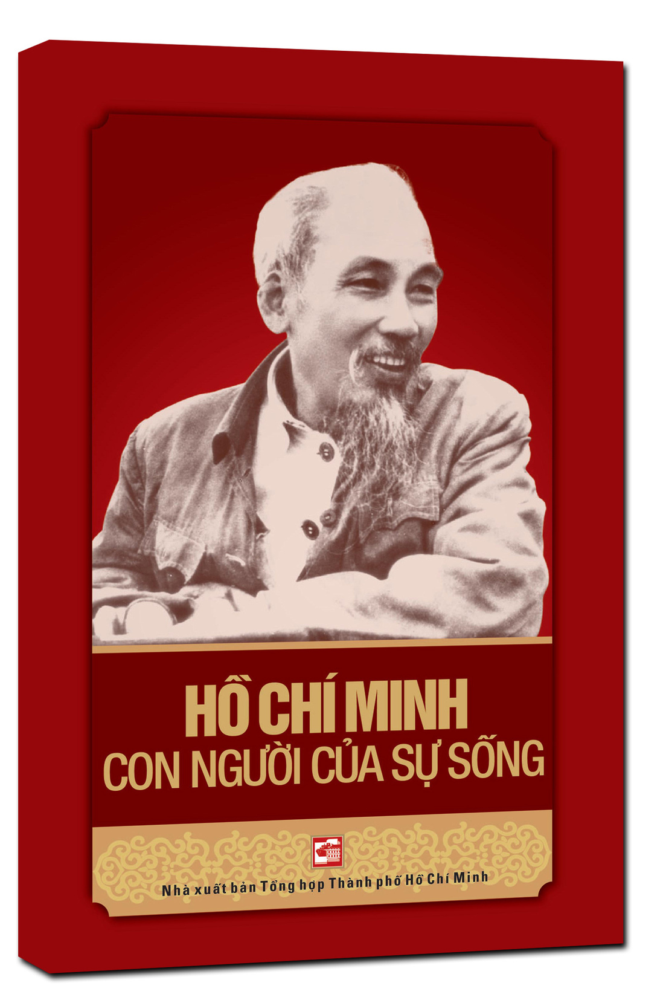 HỒ CHÍ MINH
CON NGƯỜI CỦA SỰ SỐNG
Nhà xuất bản Tổng hợp Thành phố Hồ Chí Minh